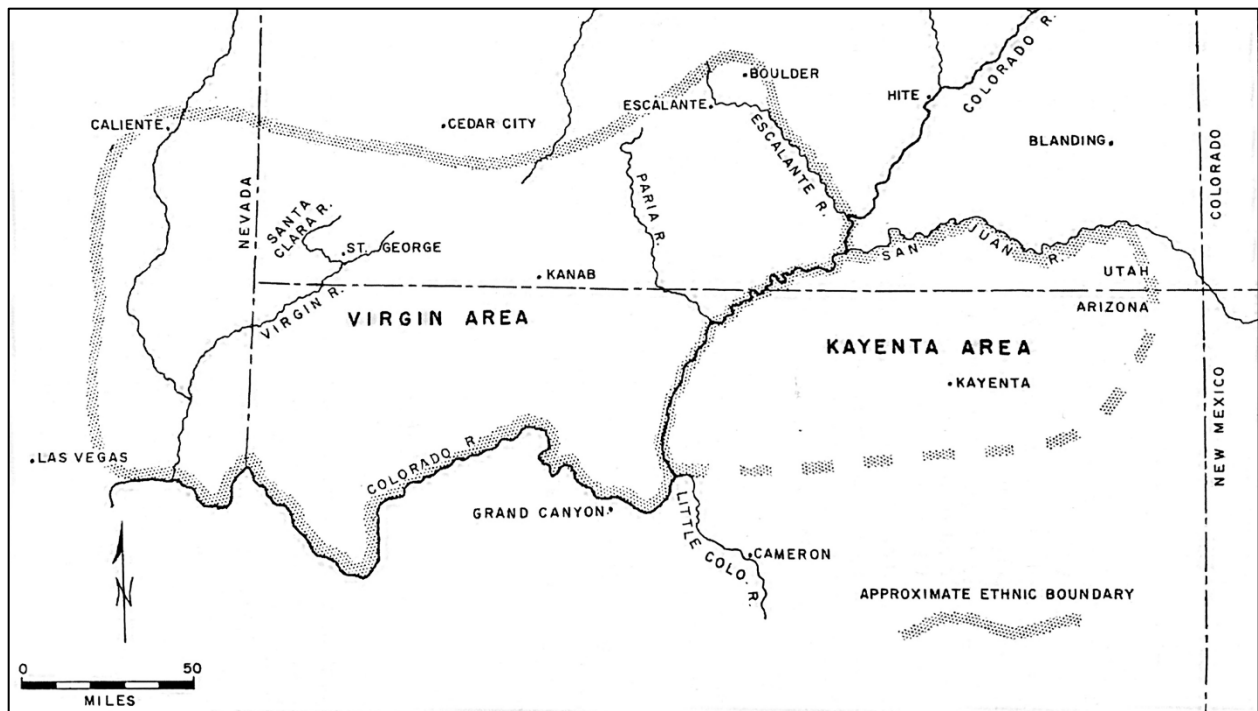 COLORADO R.
BOULDER
ESCALANTE
HITE
CALIENTE
CEDAR CITY
BLANDING
ESCALANTE R.
PARIA R.
NEVADA
COLORADO
SANTA
CLARA R.
ST. GEORGE
SAN JUAN R.
KANAB
UTAH
ARIZONA
VIRGIN R.
VIRGIN AREA
KAYENTA AREA
KAYENTA
LAS VEGAS
COLORADO R.
NEW MEXICO
GRAND CANYON
LITTLE COLO. R.
CAMERON
N
APPROXIMATE ETHNIC BOUNDARY
0 50
MILES